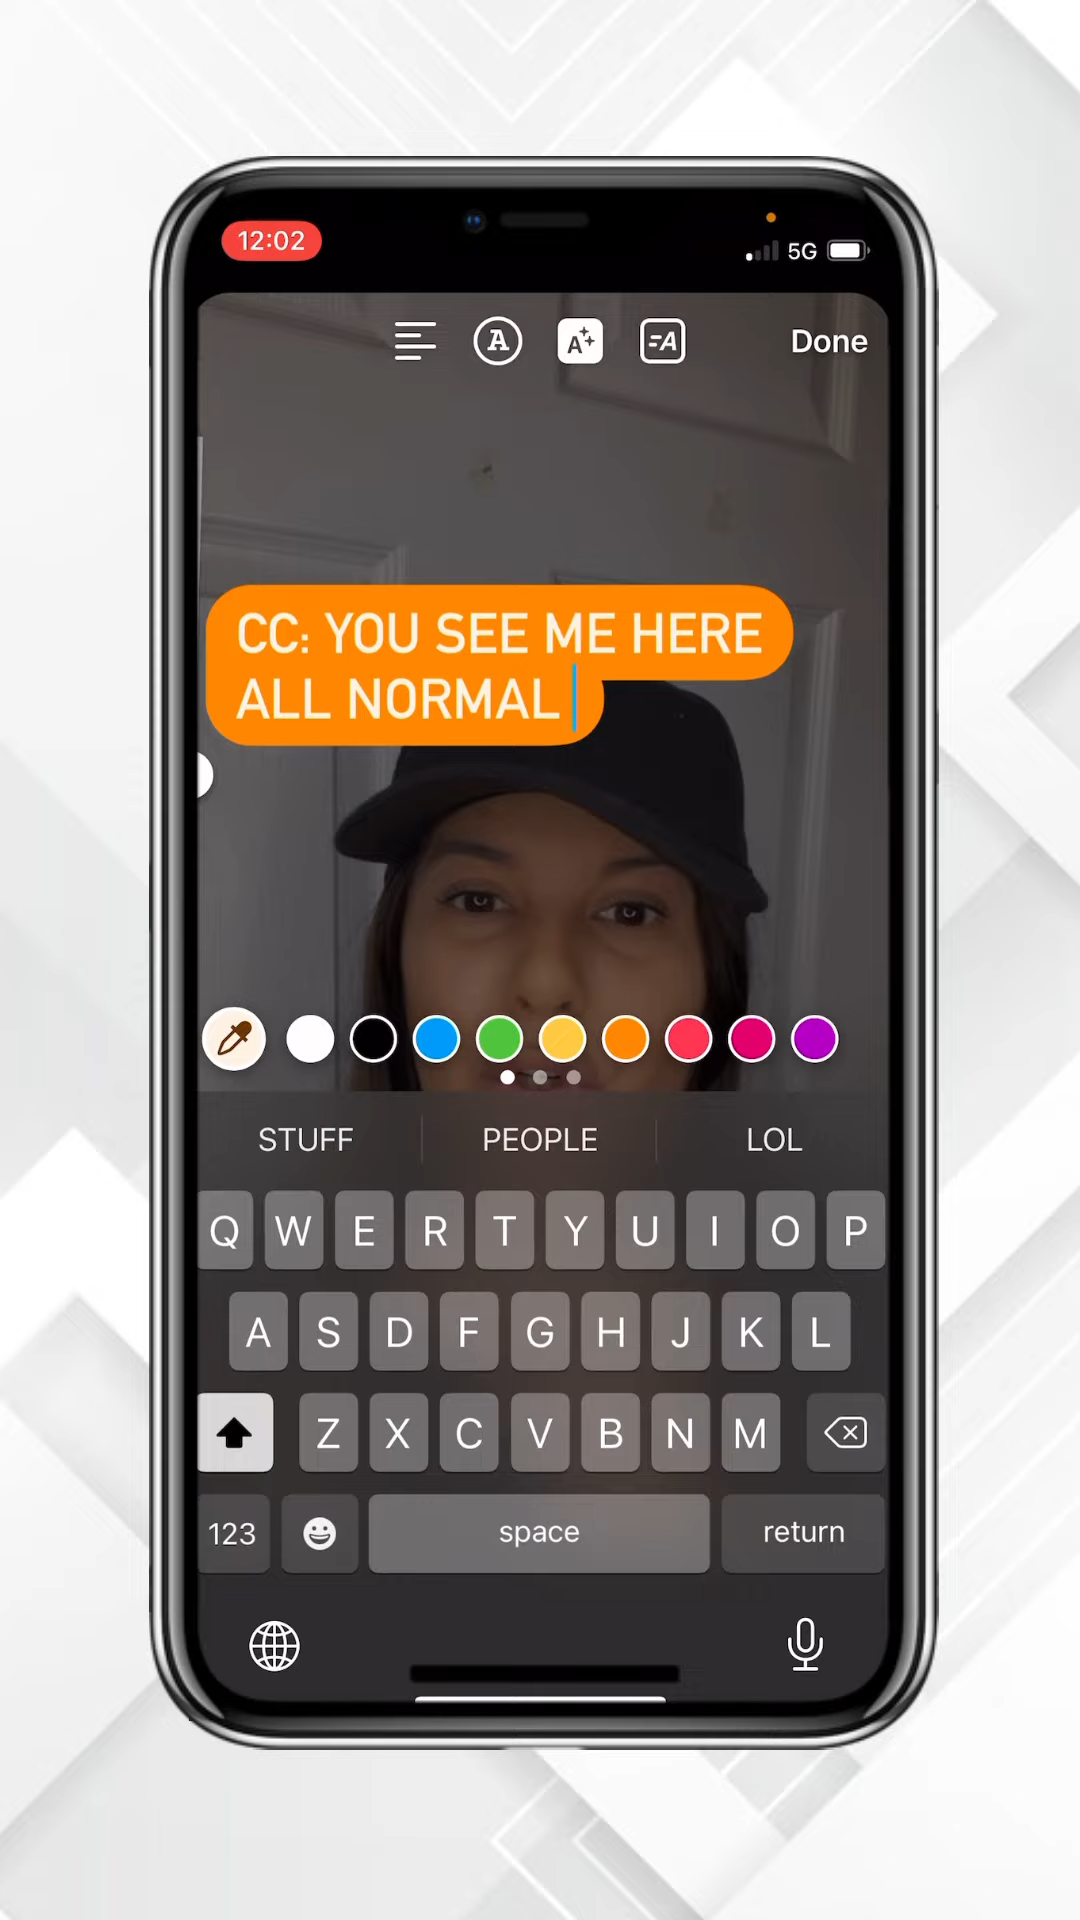 12:02
5G
A
A
=A
Done
CC: YOU SEE ME HERE
ALL NORMAL
STUFF PEOPLE LOL
Q W E R T Y U I O P
A S D F G H J K L
Z X C V B N M
123 space return